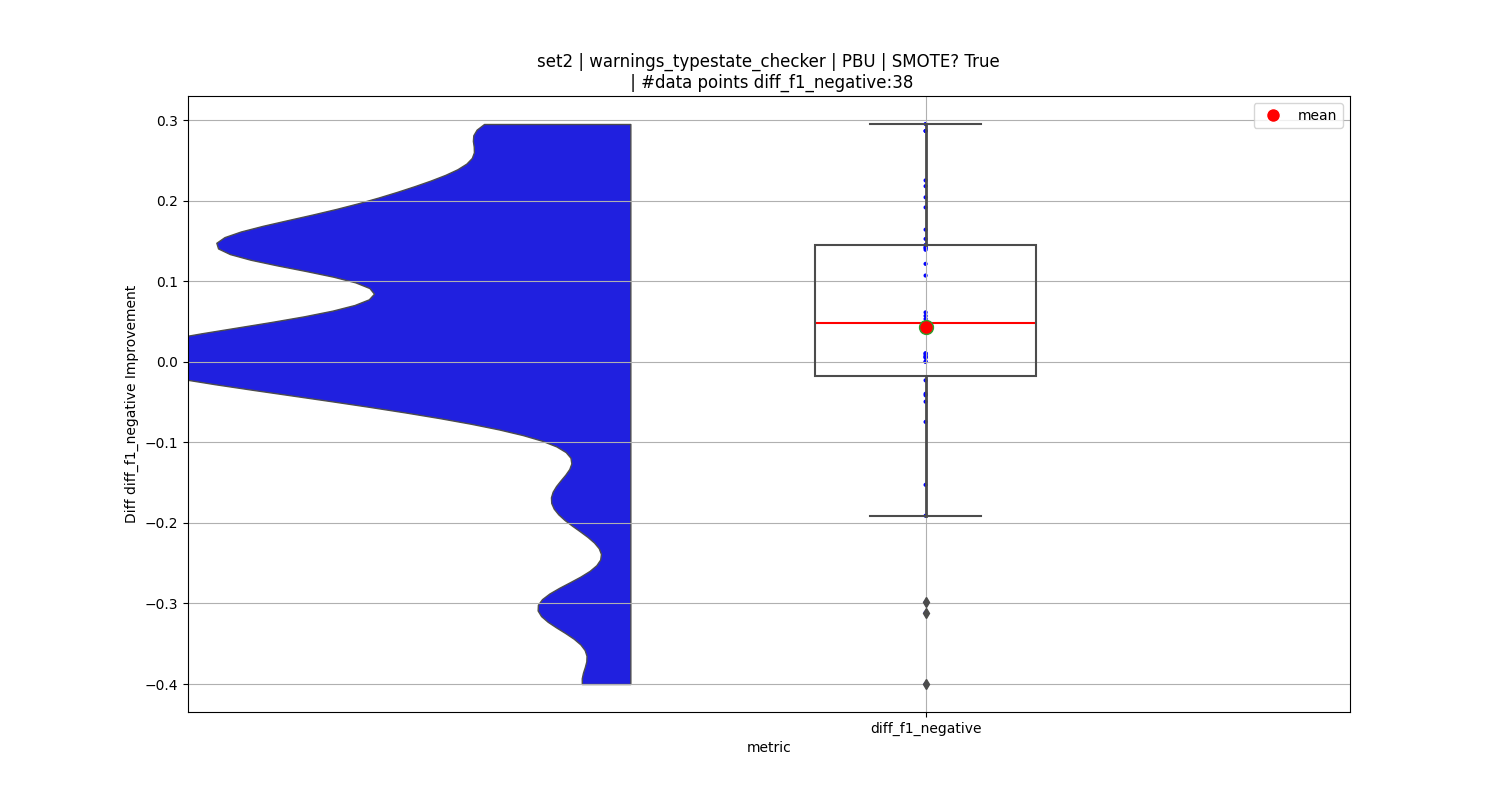 set2 | warnings_typestate_checker | PBU | SMOTE? True
| #data points diff_f1_negative:38
mean
0.3
0.2
0.1
0.0
−0.1
−0.2
−0.3
−0.4
Diff diff_f1_negative Improvement
diff_f1_negative
metric